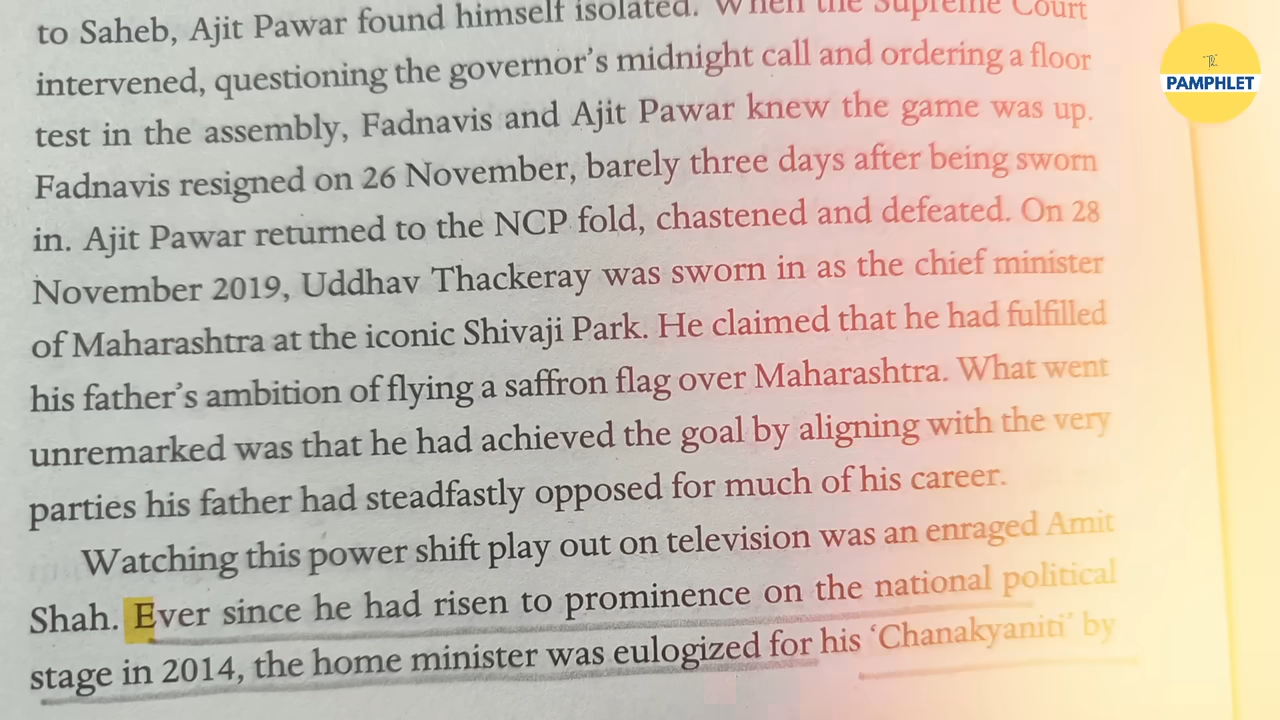 to Saheb, Ajit Pawar found himself isolated. When the Supreme Court
intervened, questioning the governor's midnight call and ordering a floor
test in the assembly, Fadnavis and Ajit Pawar knew the game was up.
Fadnavis resigned on 26 November, barely three days after being sworn
in. Ajit Pawar returned to the NCP fold, chastened and defeated. On 28
November 2019, Uddhav Thackeray was sworn in as the chief minister
of Maharashtra at the iconic Shivaji Park. He claimed that he had fulfilled
his father's ambition of flying a saffron flag over Maharashtra. What went
unremarked was that he had achieved the goal by aligning with the very
parties his father had steadfastly opposed for much of his career.
Watching this power shift play out on television was an enraged Amit
Shah. Ever since he had risen to prominence on the national political
stage in 2014, the home minister was eulogized for his ‘Chanakyaniti’ by
PAMPHLET